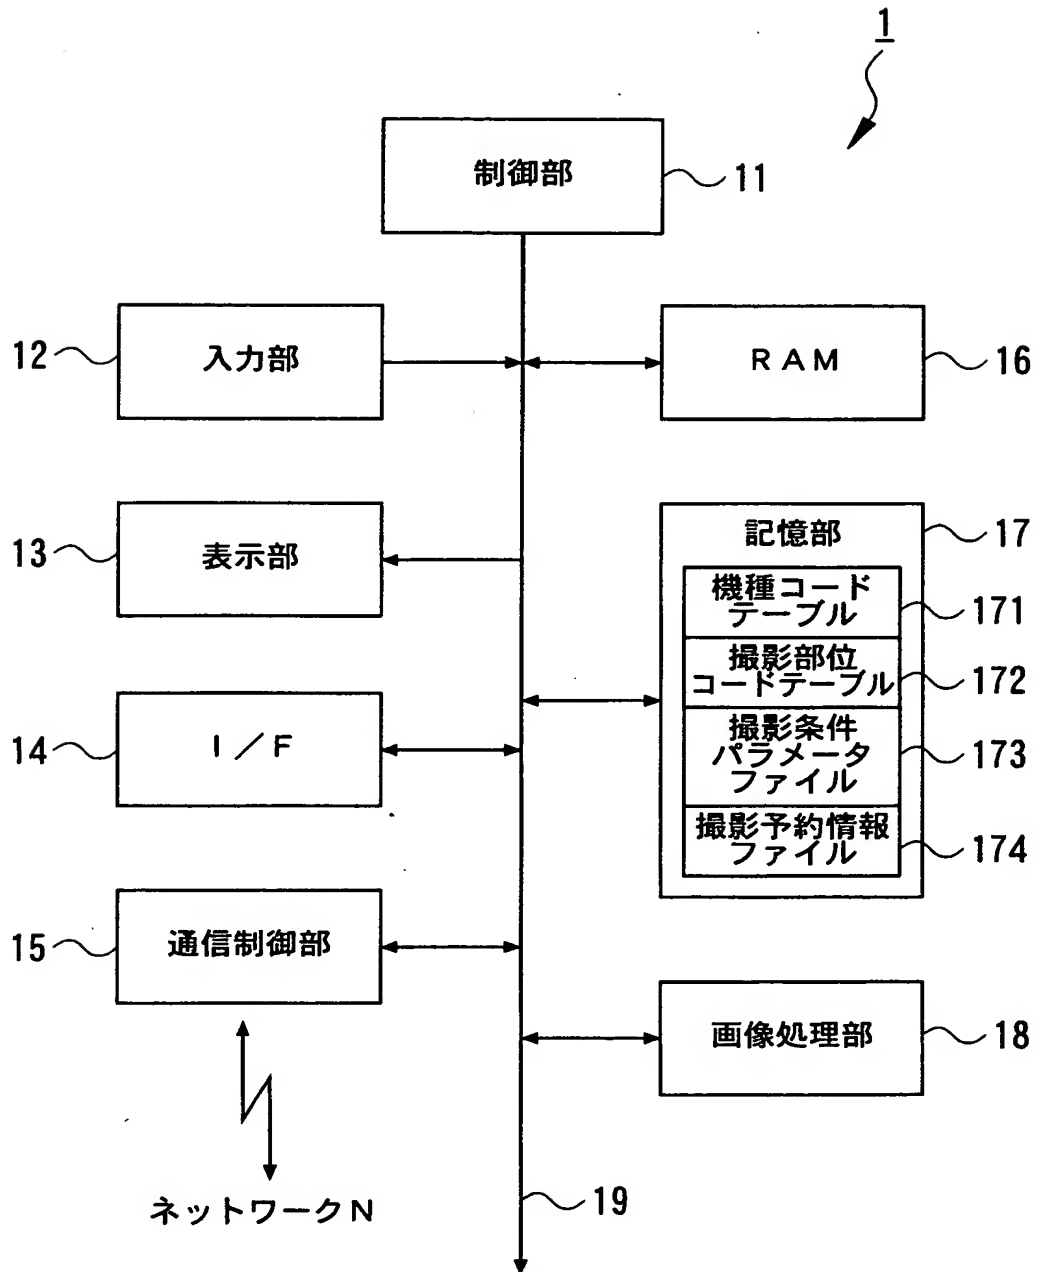 1
制御部
11
12
入力部
RAM
16
13
表示部
記憶部
17
機種コード
テーブル
171
撮影部位
コードテーブル
172
撮影条件
パラメータ
ファイル
173
撮影予約情報
ファイル
174
14
I/F
15
通信制御部
画像処理部
18
ネットワークN
19